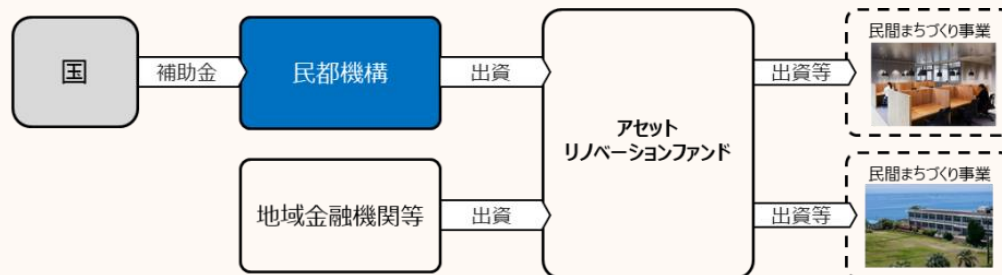 国
補助金
民都機構
出資
アセット
リノベーションファンド
出資等
民間まちづくり事業
地域金融機関等
出資
出資等
民間まちづくり事業